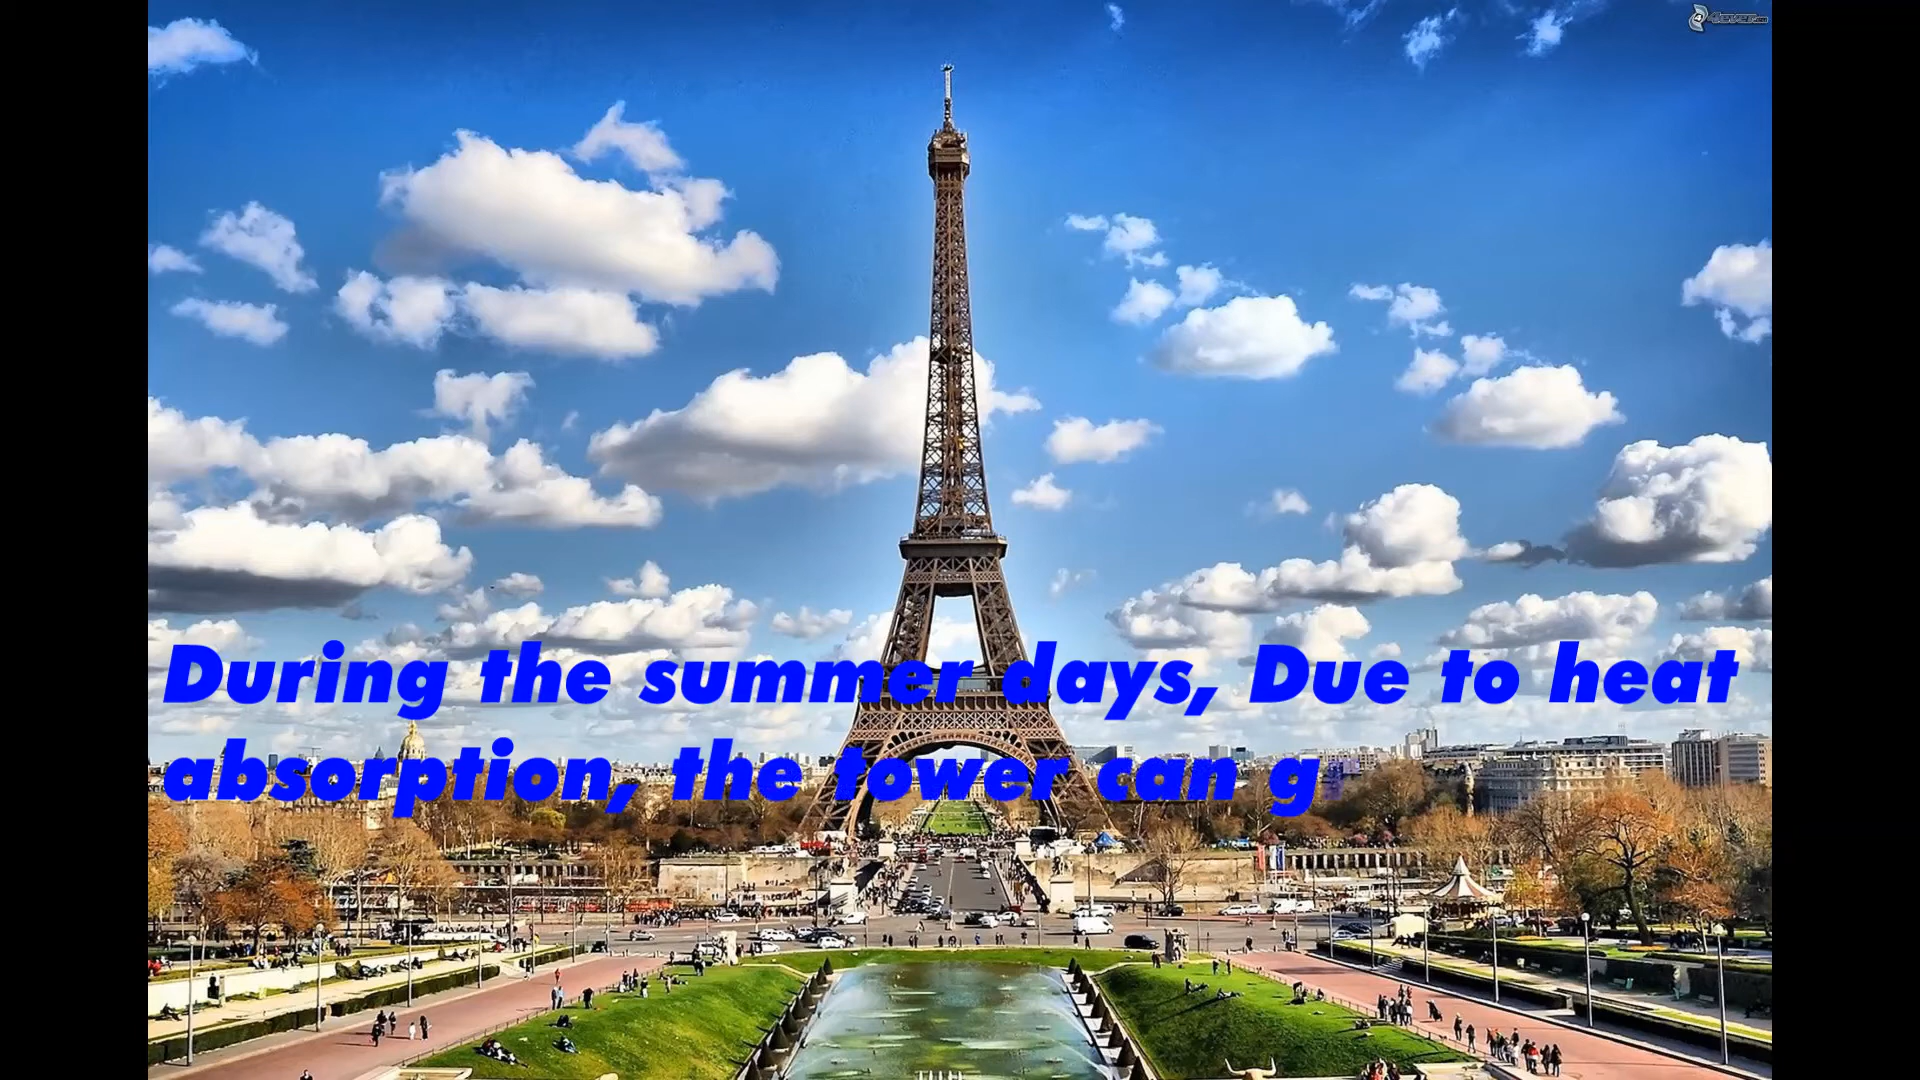 During the summer days, Due to heat
absorption, the tower can g